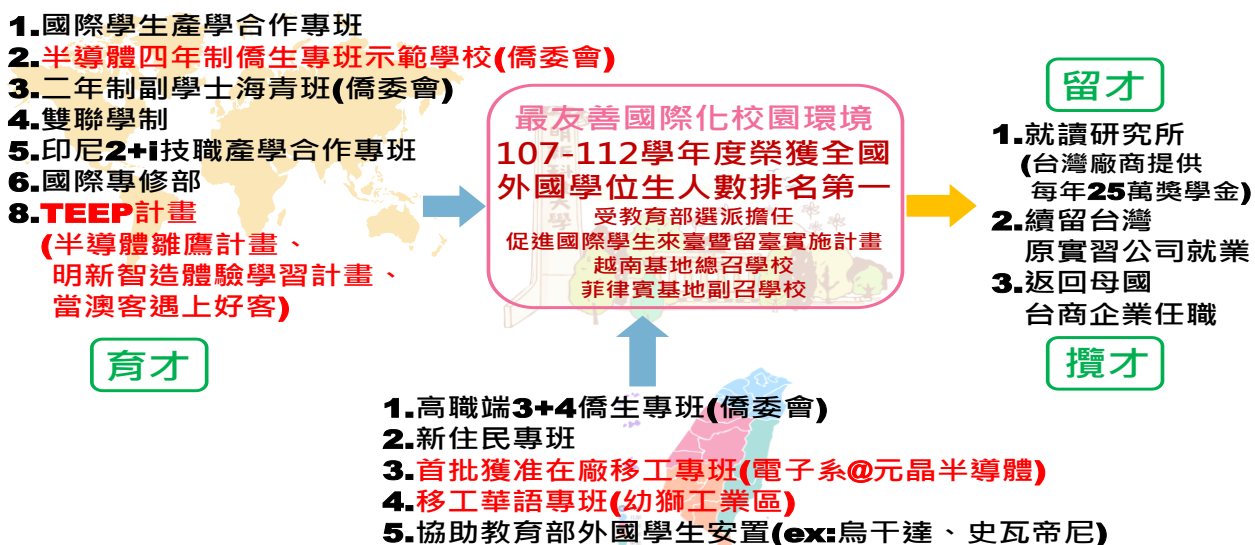 1.國際學生產學合作專班
2.半導體四年制僑生專班示範學校(僑委會)
3.二年制副學士海青班(僑委會)
4.雙聯學制
5.印尼2+i技職產學合作專班
6.國際專修部
8.TEEP計畫
(半導體雛鷹計畫、
明新智造體驗學習計畫、
當澳客遇上好客)
育才
最友善國際化校園環境
107-112學年度榮獲全國
外國學位生人數排名第一
受教育部選派擔任
促進國際學生來臺暨留臺實施計畫
越南基地總召學校
菲律賓基地副召學校
留才
1.就讀研究所
(台灣廠商提供
每年25萬獎學金)
2.續留台灣
原實習公司就業
3.返回母國
台商企業任職
攬才
1.高職端3+4僑生專班(僑委會)
2.新住民專班
3.首批獲准在廠移工專班(電子系@元晶半導體)
4.移工華語專班(幼獅工業區)
5.協助教育部外國學生安置(ex:烏干達、史瓦帝尼)